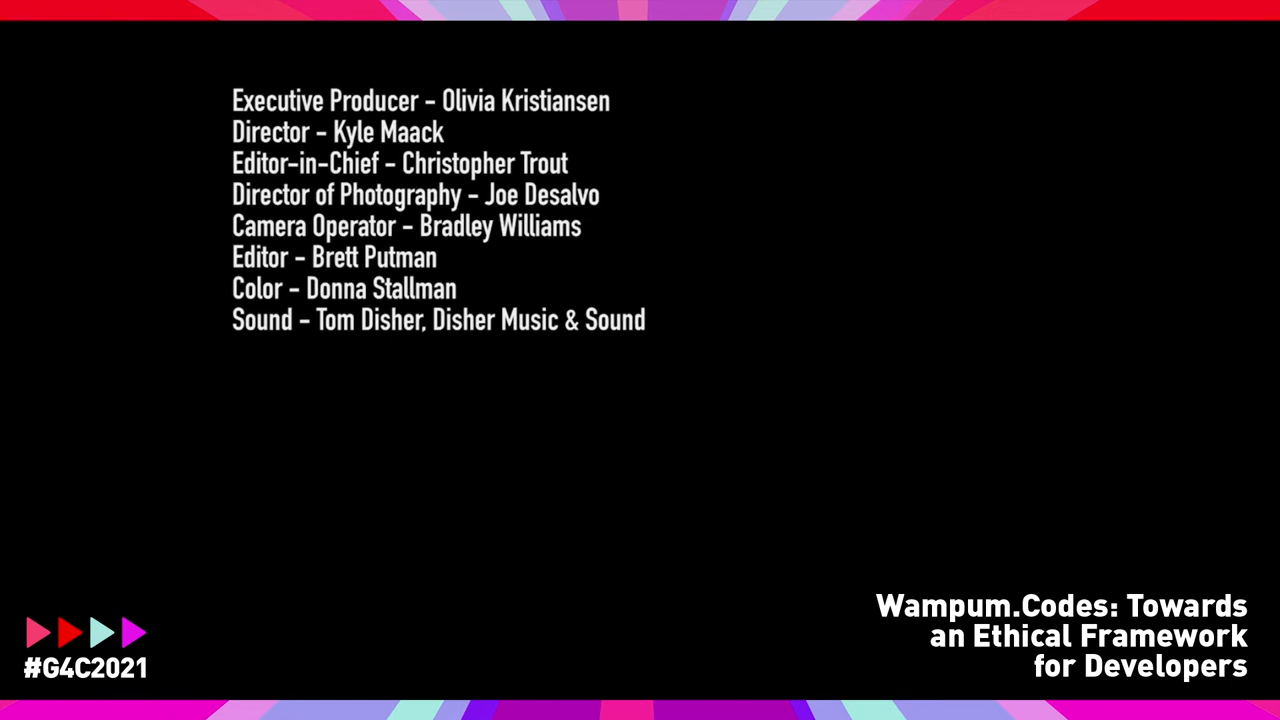 Executive Producer - Olivia Kristiansen
Director - Kyle Maack
Editor-in-Chief - Christopher Trout
Director of Photography - Joe Desalvo
Camera Operator - Bradley Williams
Editor - Brett Putman
Color - Donna Stallman
Sound - Tom Disher, Disher Music & Sound
Wampum.Codes: Towards
an Ethical Framework
for Developers
#G4C2021